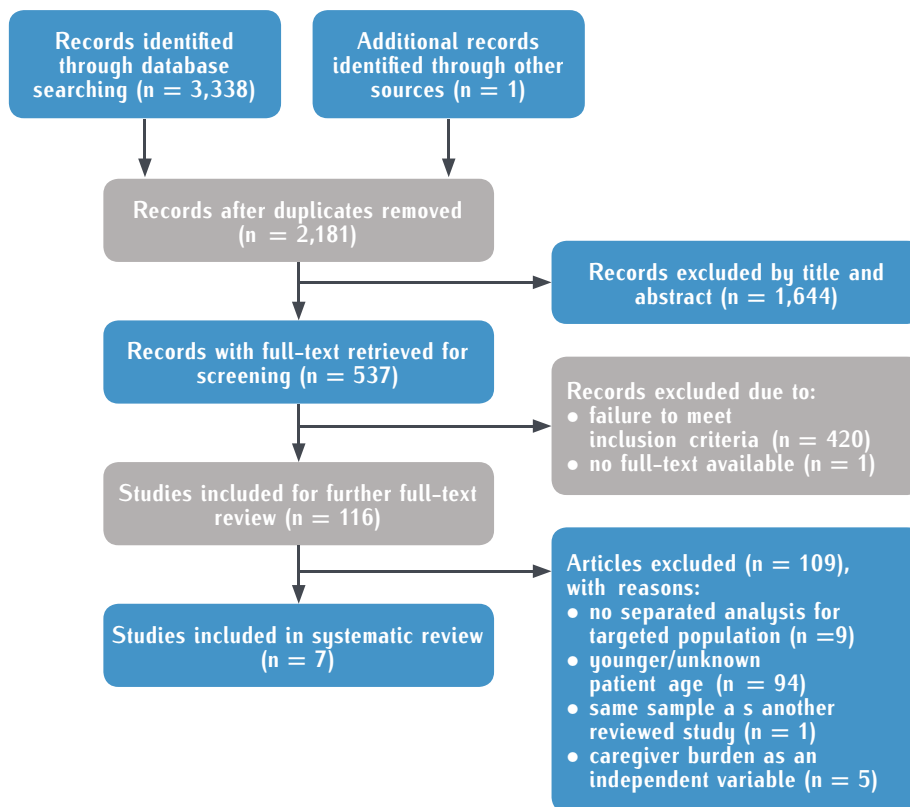 Records identified
through database
searching (n = 3,338)
Additional records
identified through other
sources (n = 1)
Records after duplicates removed
(n = 2,181)
Records excluded by title and
abstract (n = 1,644)
Records with full-text retrieved for
screening (n = 537)
Records excluded due to:
● failure to meet
inclusion criteria (n = 420)
● no full-text available (n = 1)
Studies included for further full-text
review (n = 116)
Articles excluded (n = 109),
with reasons:
● no separated analysis for
targeted population (n =9)
● younger/unknown
patient age (n = 94)
● same sample a s another
reviewed study (n = 1)
● caregiver burden as an
independent variable (n = 5)
Studies included in systematic review
(n = 7)